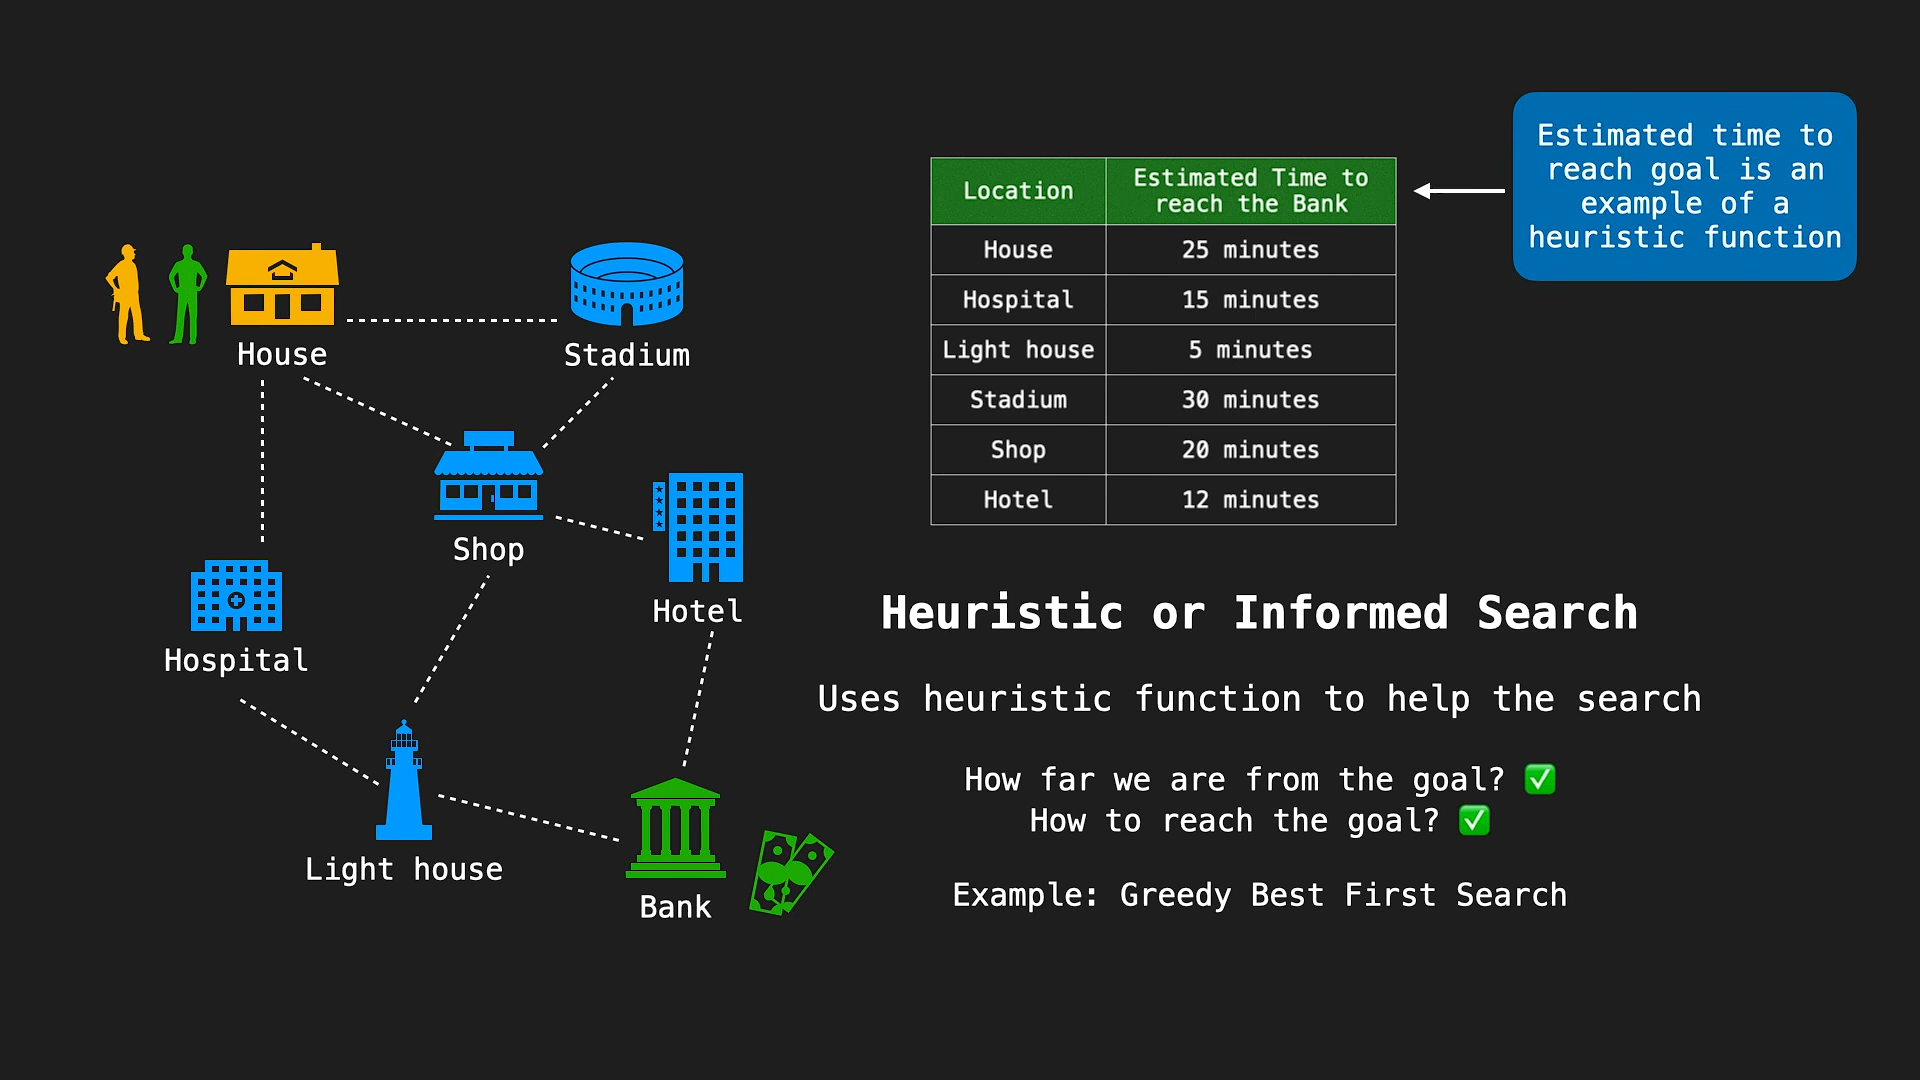 Estimated time to
reach goal is an
example of a
heuristic function
Location
Estimated Time to
reach the Bank
House
25 minutes
Hospital
15 minutes
Light house
5 minutes
Stadium
30 minutes
Shop
20 minutes
Hotel
12 minutes
House
Stadium
Shop
Hotel
Hospital
Light house
Bank
Heuristic or Informed Search
Uses heuristic function to help the search
How far we are from the goal? ✅
How to reach the goal? ✅
Example: Greedy Best First Search